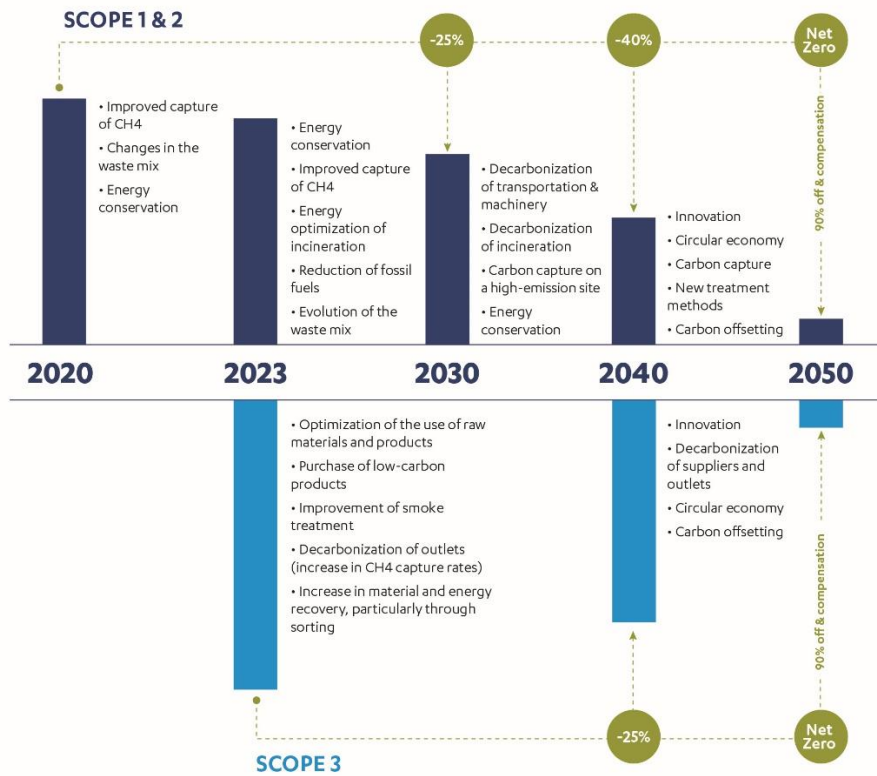 SCOPE 1 & 2
-25%
-40%
Net
Zero
• Improved capture
of CH4
• Changes in the
waste mix
• Energy
conservation
• Energy
conservation
• Improved capture
of CH4
• Energy
optimization of
incineration
• Reduction of fossil
fuels
• Evolution of the
waste mix
• Decarbonization
of transportation &
machinery
• Decarbonization
of incineration
• Carbon capture on
a high-emission site
• Energy
conservation
• Innovation
• Circular economy
• Carbon capture
• New treatment
methods
• Carbon offsetting
90% off & compensation
2020
2023
2030
2040
2050
• Optimization of the use of raw
materials and products
• Purchase of low-carbon
products
• Improvement of smoke
treatment
• Decarbonization of outlets
(increase in CH4 capture rates)
• Increase in material and energy
recovery, particularly through
sorting
• Innovation
• Decarbonization
of suppliers and
outlets
• Circular economy
• Carbon offsetting
90% off & compensation
-25%
Net
Zero
SCOPE 3